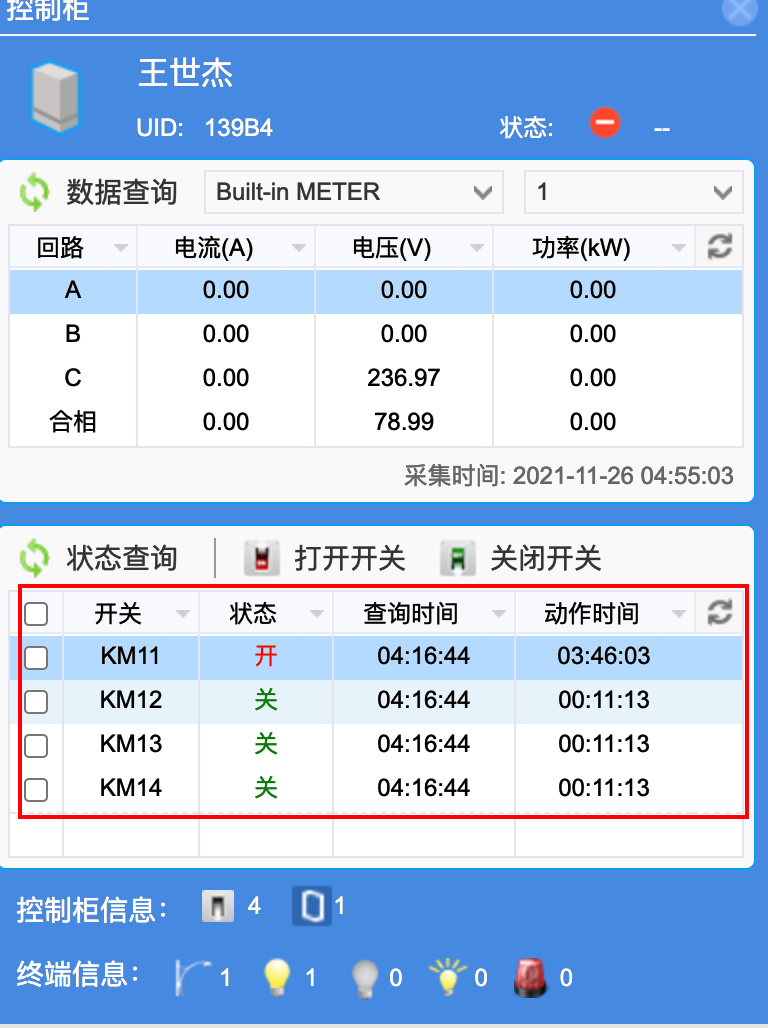 控制柜
王世杰
UID: 139B4 状态: --
数据查询 Built-in METER 1
回路 电流(A) 电压(V) 功率(kW)
A 0.00 0.00 0.00
B 0.00 0.00 0.00
C 0.00 236.97 0.00
合相 0.00 78.99 0.00
采集时间: 2021-11-26 04:55:03
状态查询 打开开关 关闭开关
开关 状态 查询时间 动作时间
KM11 开 04:16:44 03:46:03
KM12 关 04:16:44 00:11:13
KM13 关 04:16:44 00:11:13
KM14 关 04:16:44 00:11:13
控制柜信息: 4 1
终端信息: 1 1 0 0 0